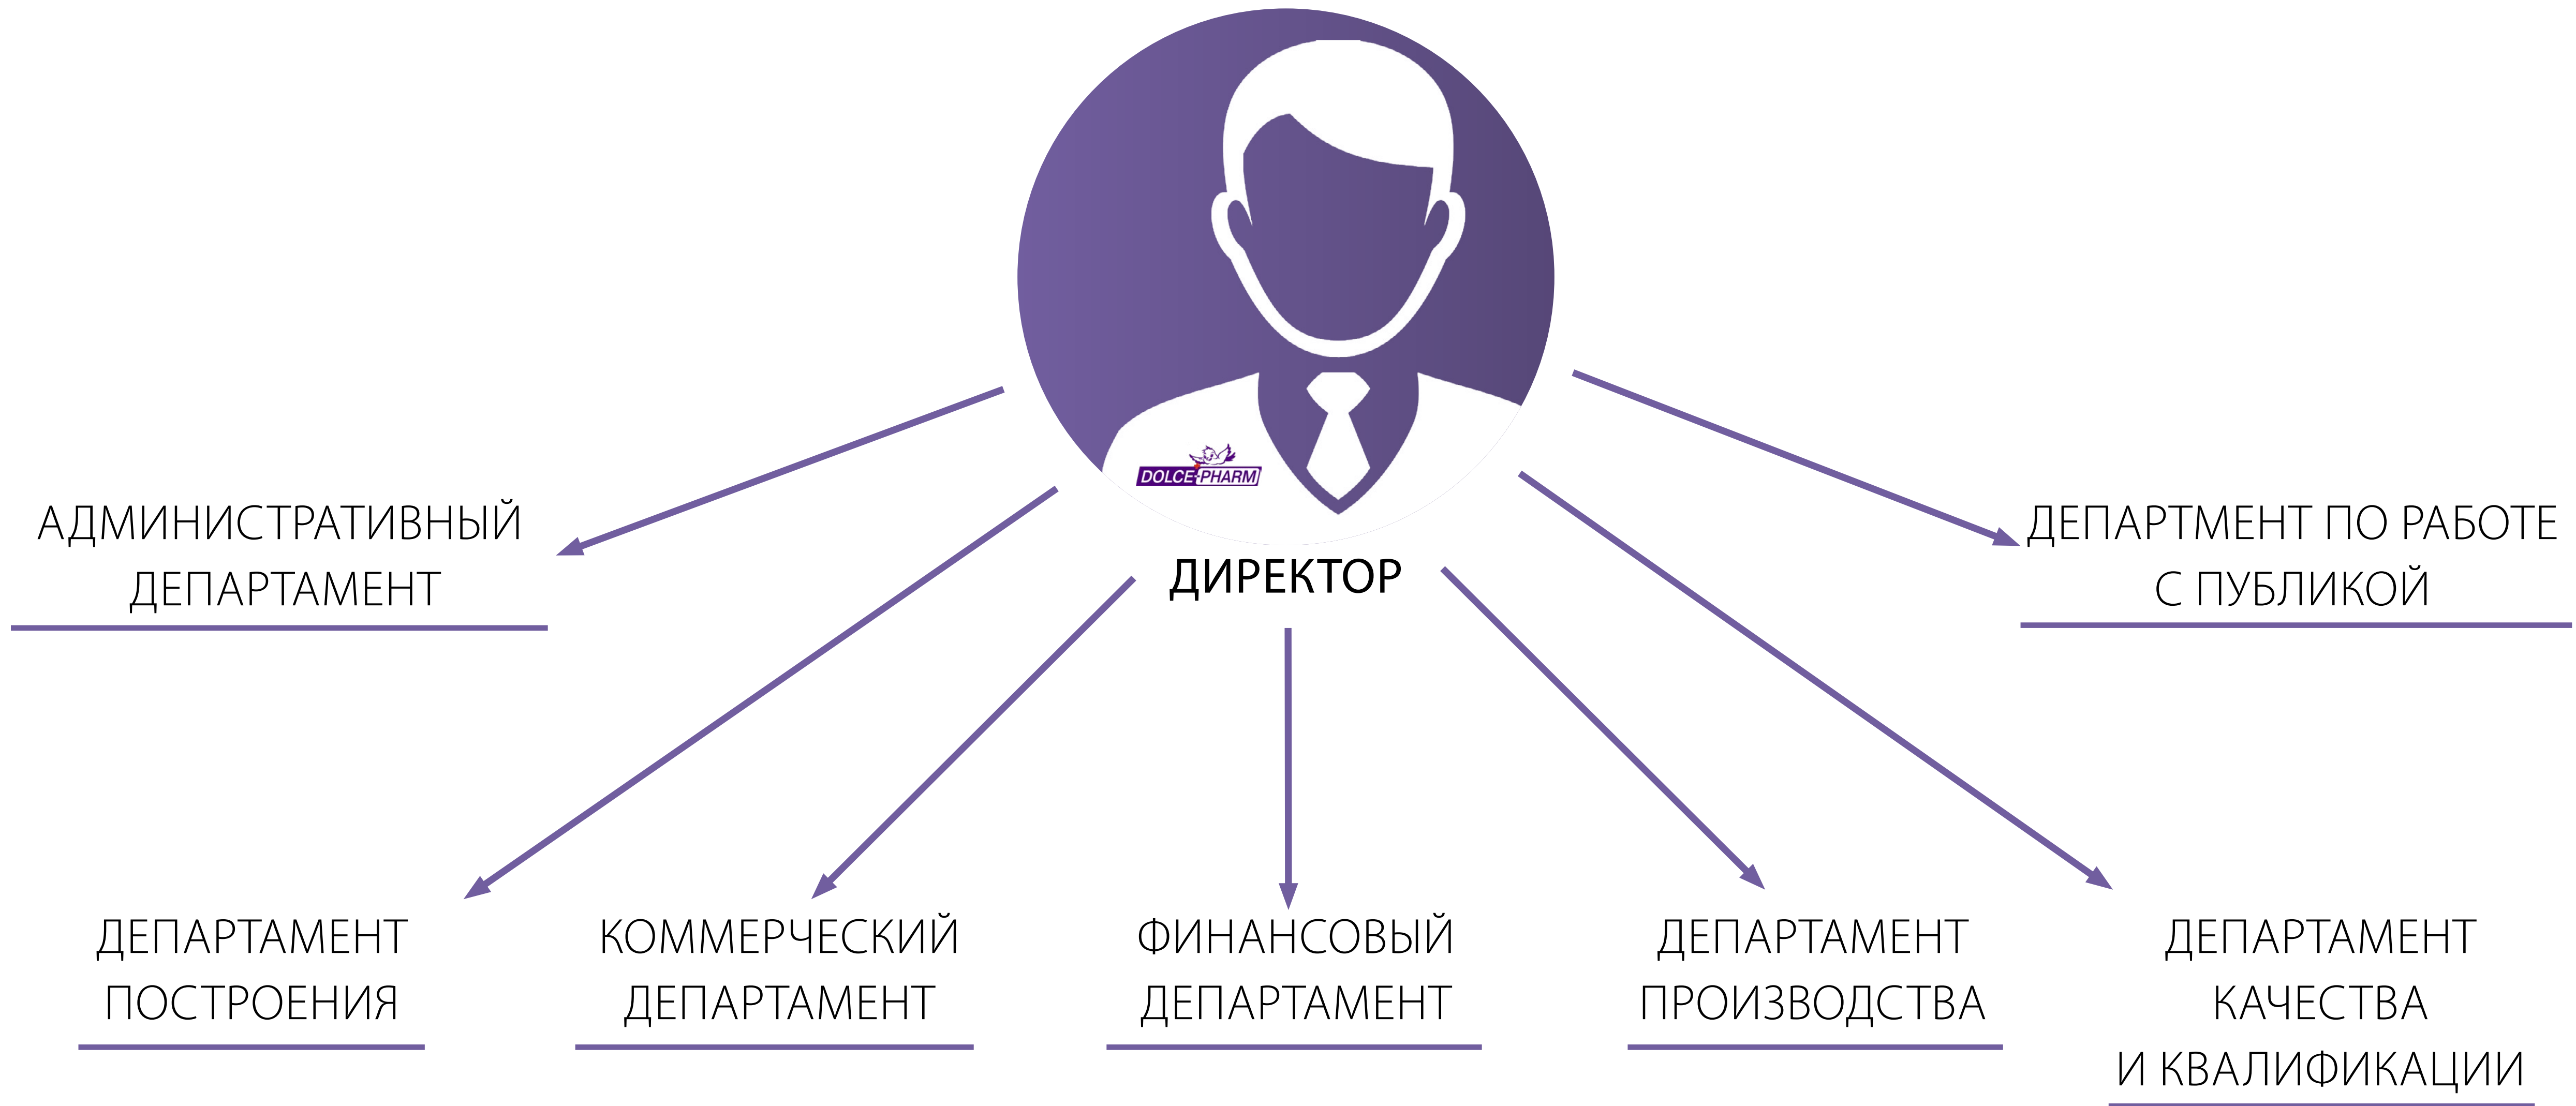 DOLCE-PHARM
ДИРЕКТОР
АДМИНИСТРАТИВНЫЙ
ДЕПАРТАМЕНТ
ДЕПАРТМЕНТ ПО РАБОТЕ
С ПУБЛИКОЙ
ДЕПАРТАМЕНТ
ПОСТРОЕНИЯ
КОММЕРЧЕСКИЙ
ДЕПАРТАМЕНТ
ФИНАНСОВЫЙ
ДЕПАРТАМЕНТ
ДЕПАРТАМЕНТ
ПРОИЗВОДСТВА
ДЕПАРТАМЕНТ
КАЧЕСТВА
И КВАЛИФИКАЦИИ